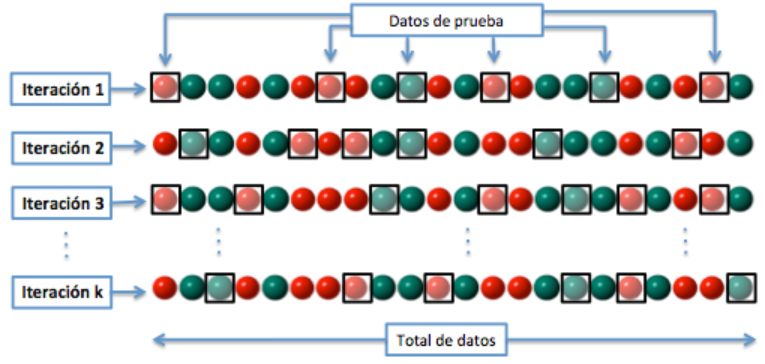 Datos de prueba
Iteración 1
Iteración 2
Iteración 3
Iteración k
Total de datos